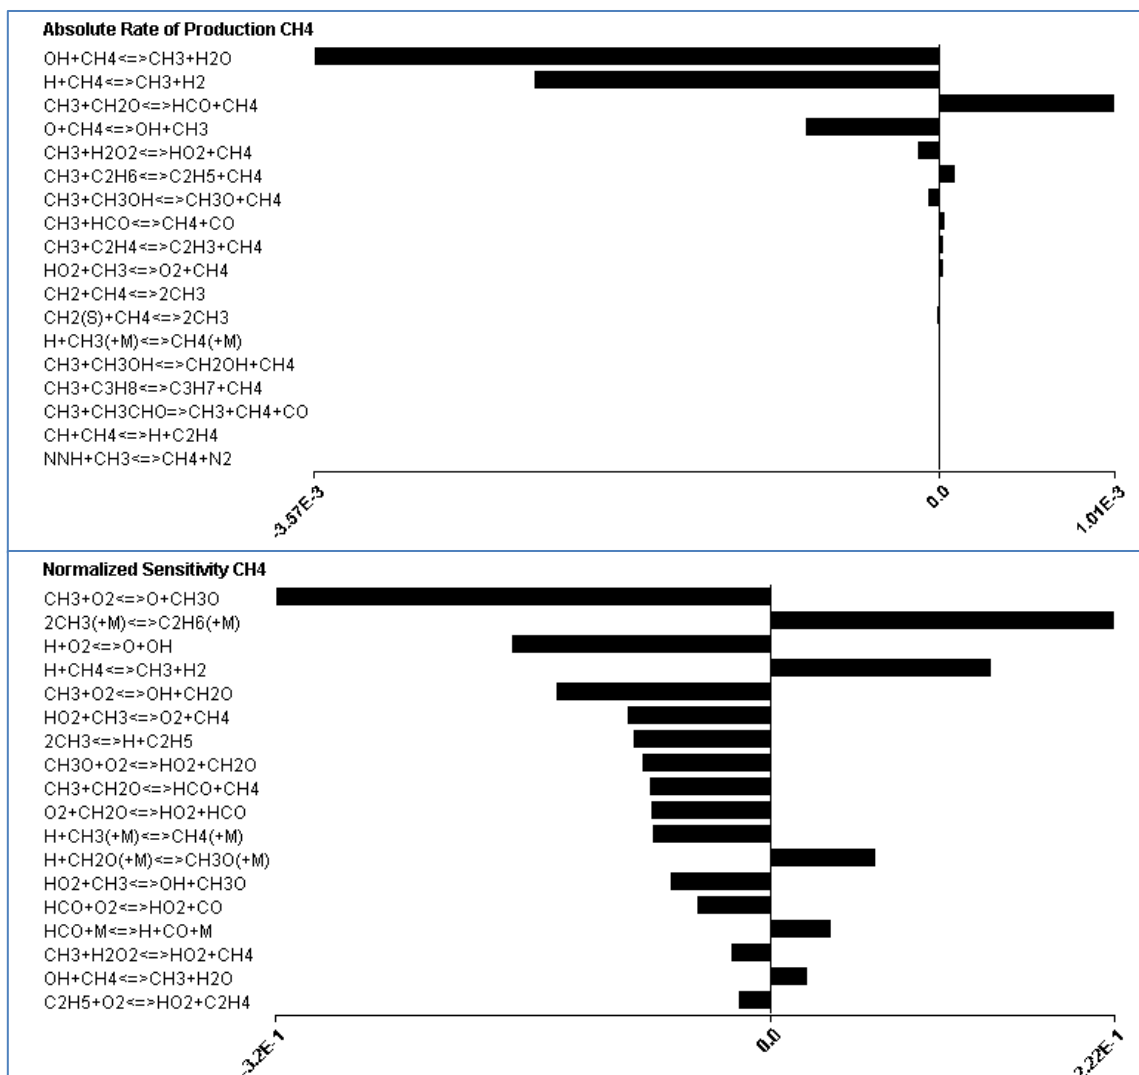 Absolute Rate of Production CH4
OH+CH4<=>CH3+H2O
H+CH4<=>CH3+H2
CH3+CH2O<=>HCO+CH4
O+CH4<=>OH+CH3
CH3+H2O2<=>HO2+CH4
CH3+C2H6<=>C2H5+CH4
CH3+CH3OH<=>CH3O+CH4
CH3+HCO<=>CH4+CO
CH3+C2H4<=>C2H3+CH4
HO2+CH3<=>O2+CH4
CH2+CH4<=>2CH3
CH2(S)+CH4<=>2CH3
H+CH3(+M)<=>CH4(+M)
CH3+CH3OH<=>CH2OH+CH4
CH3+C3H8<=>C3H7+CH4
CH3+CH3CHO=>CH3+CH4+CO
CH+CH4<=>H+C2H4
NNH+CH3<=>CH4+N2
-3.57E-3
0.0
1.01E-3
Normalized Sensitivity CH4
CH3+O2<=>O+CH3O
2CH3(+M)<=>C2H6(+M)
H+O2<=>O+OH
H+CH4<=>CH3+H2
CH3+O2<=>OH+CH2O
HO2+CH3<=>O2+CH4
2CH3<=>H+C2H5
CH3O+O2<=>HO2+CH2O
CH3+CH2O<=>HCO+CH4
O2+CH2O<=>HO2+HCO
H+CH3(+M)<=>CH4(+M)
H+CH2O(+M)<=>CH3O(+M)
HO2+CH3<=>OH+CH3O
HCO+O2<=>HO2+CO
HCO+M<=>H+CO+M
CH3+H2O2<=>HO2+CH4
OH+CH4<=>CH3+H2O
C2H5+O2<=>HO2+C2H4
-3.2E-1
0.0
2.22E-1